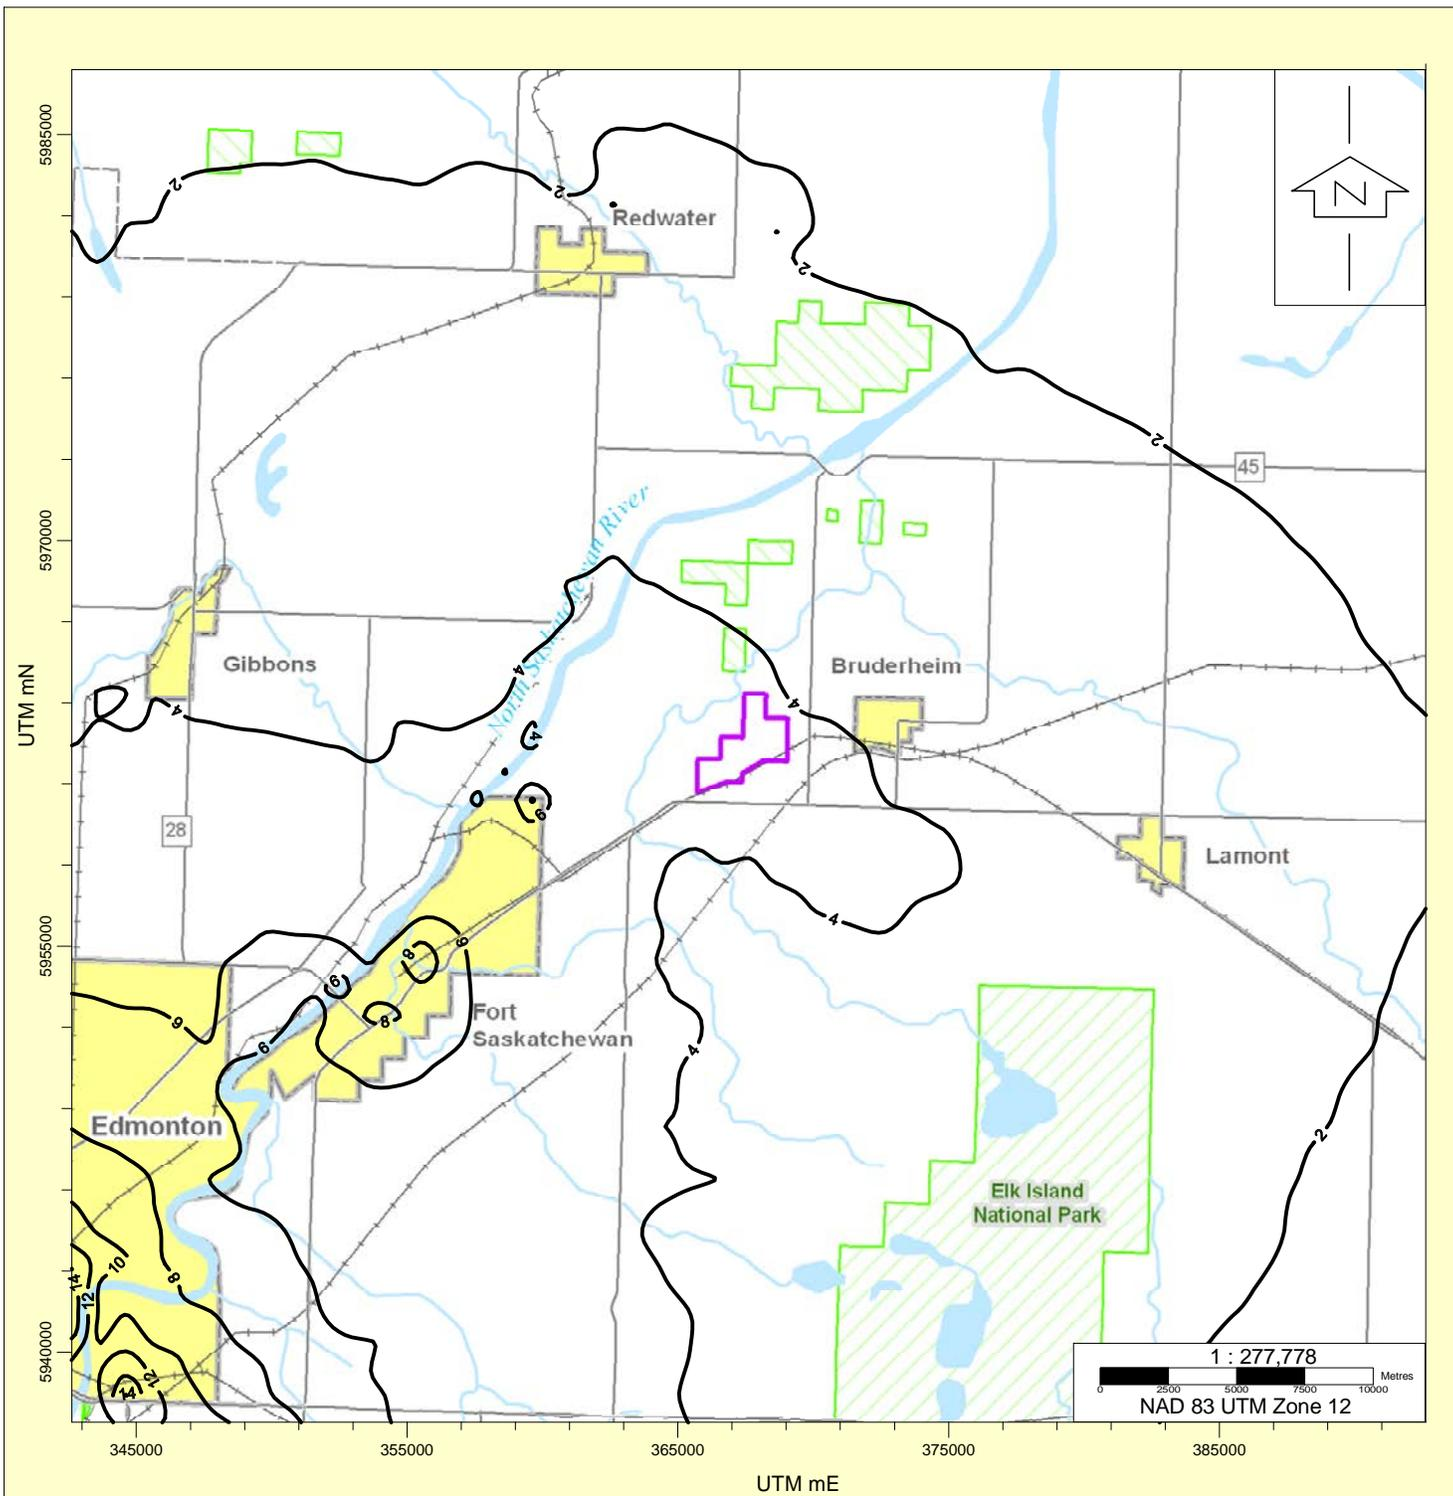 5985000
2
2
Redwater
2
N
2
45
5970000
North Saskatchewan River
4
Gibbons
Bruderheim
UTM mN
4
4
4
6
28
Lamont
4
5955000
6
8
6
8
6
6
Fort
Saskatchewan
4
Edmonton
2
Elk Island
National Park
10
8
14
12
5940000
12
14
1 : 277,778
Metres
0 2500 5000 7500 10000
NAD 83 UTM Zone 12
345000 355000 365000 375000 385000
UTM mE